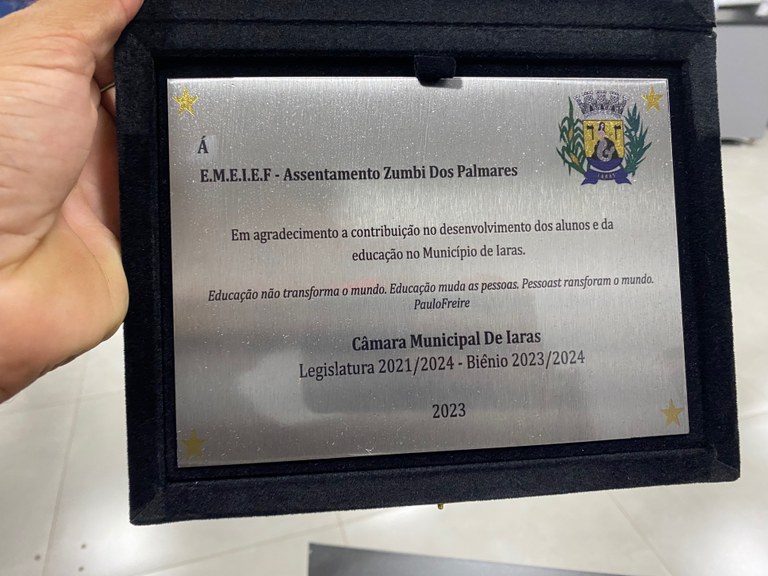 Á
E.M.E.I.E.F - Assentamento Zumbi Dos Palmares
Em agradecimento a contribuição no desenvolvimento dos alunos e da
educação no Município de Iaras.
Educação não transforma o mundo. Educação muda as pessoas. Pessoast ransforam o mundo.
PauloFreire
Câmara Municipal De Iaras
Legislatura 2021/2024 - Biênio 2023/2024
2023